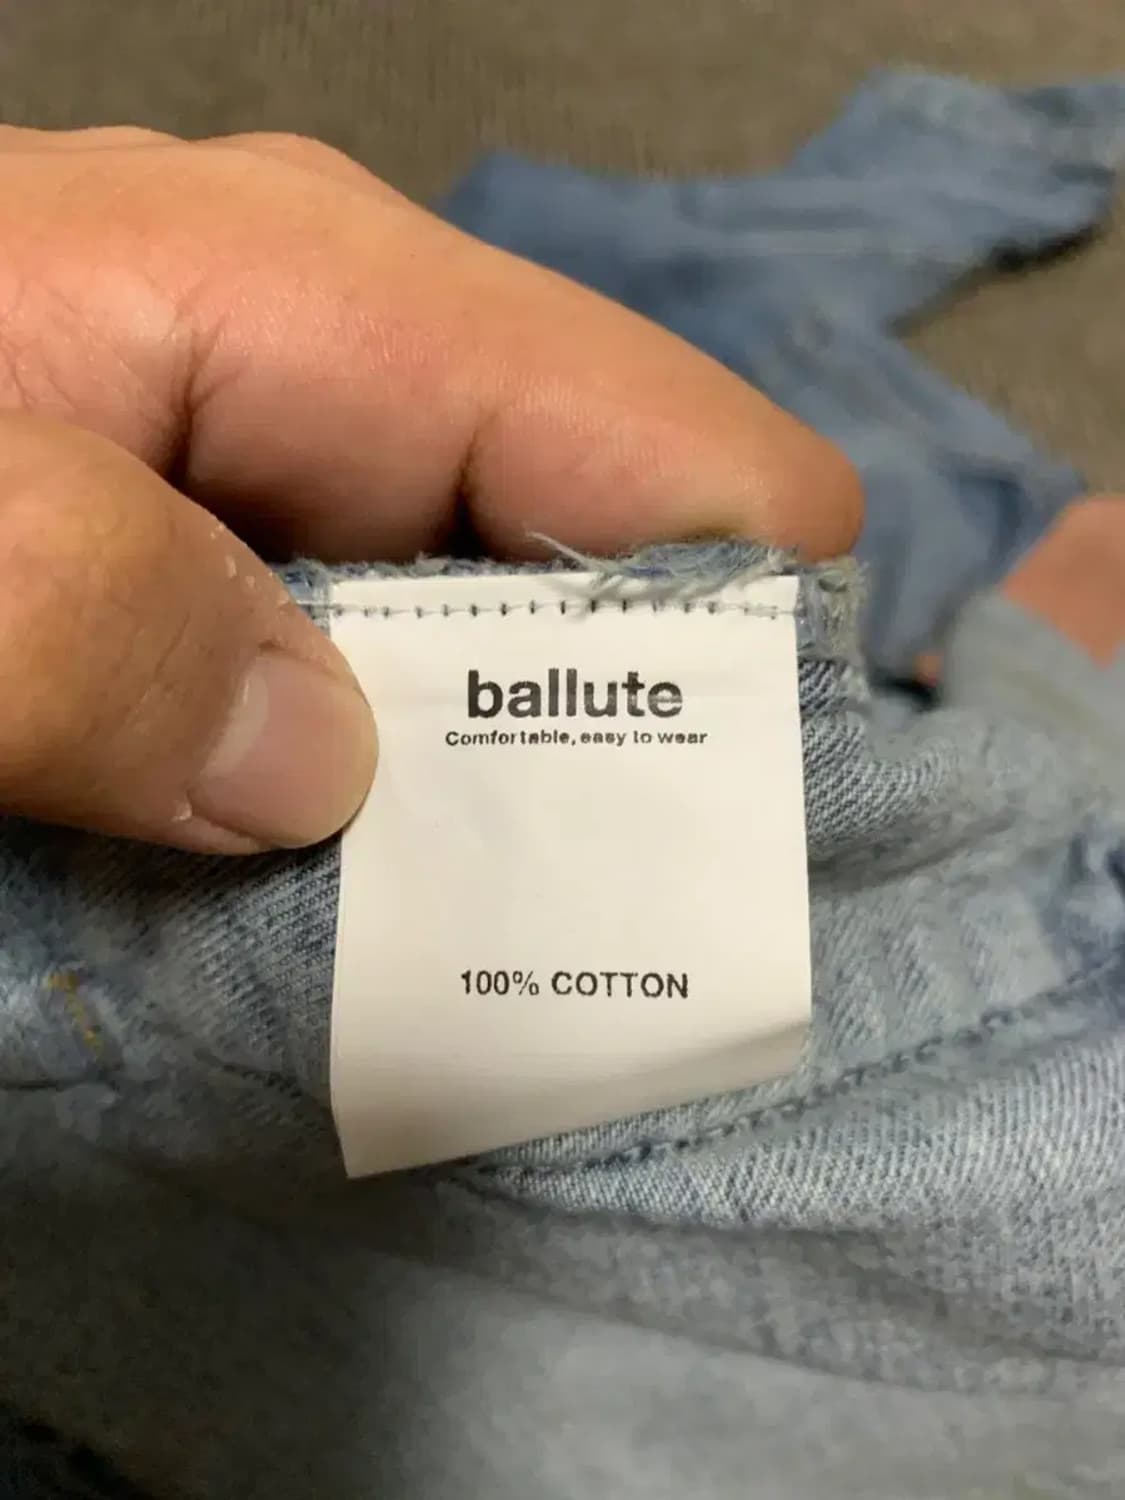 ballute
Comfortable, easy to wear
100% COTTON